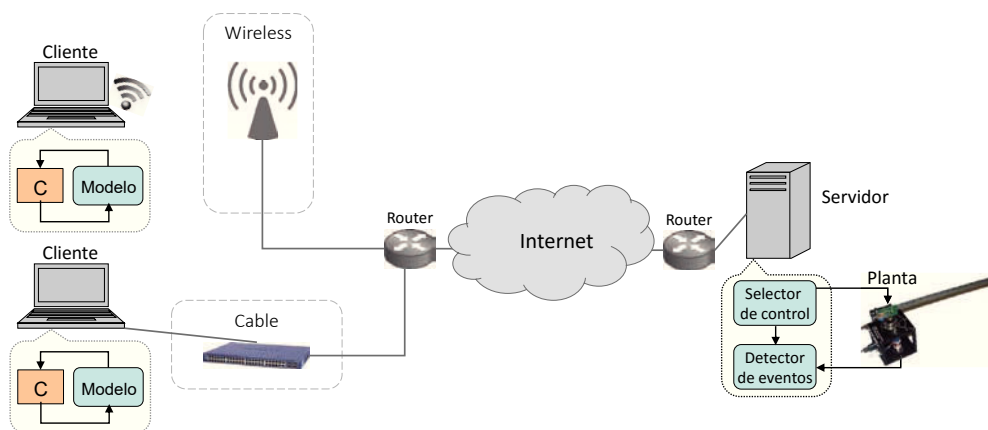 Wireless
Cliente
C
Modelo
Cliente
C
Modelo
Cable
Router
Internet
Router
Servidor
Selector
de control
Detector
de eventos
Planta